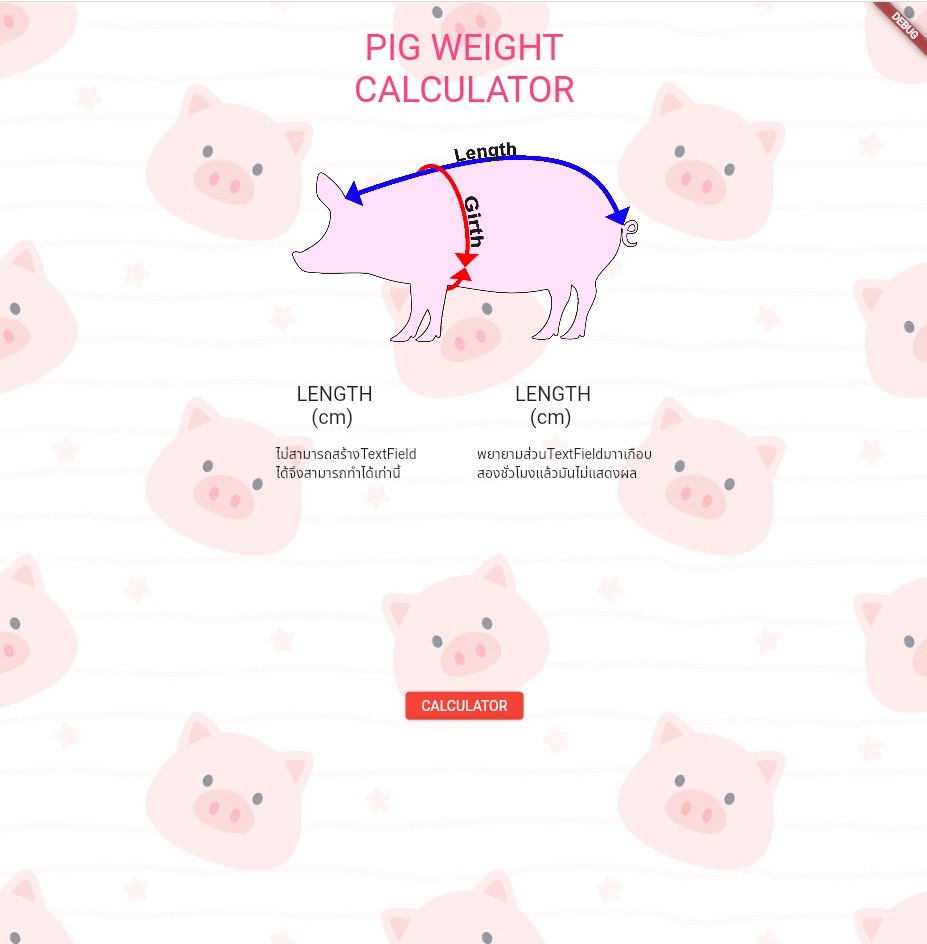 DEBUG
PIG WEIGHT
CALCULATOR
Length
Girth
LENGTH
(cm)
LENGTH
(cm)
ไม่สามารถสร้างTextField
ได้จึงสามารถทำได้เท่านี้
พยายามส่วนTextFieldมาาเกือบ
สองชั่วโมงแล้วมันไม่แสดงผล
CALCULATOR